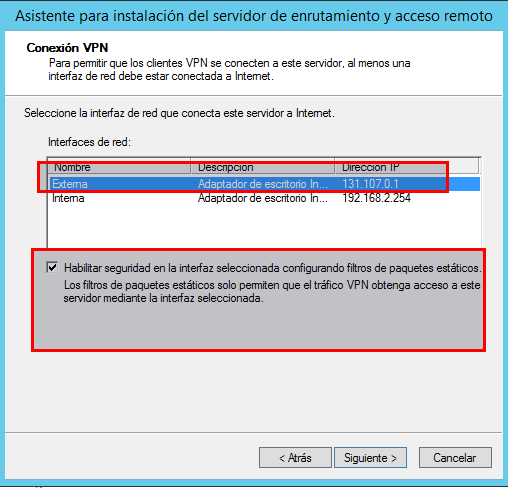 Asistente para instalación del servidor de enrutamiento y acceso remoto
Conexión VPN
Para permitir que los clientes VPN se conecten a este servidor, al menos una
interfaz de red debe estar conectada a Internet.
Seleccione la interfaz de red que conecta este servidor a Internet.
Interfaces de red:
Nombre Descripción Dirección IP
Externa Adaptador de escritorio In... 131.107.0.1
Interna Adaptador de escritorio In... 192.168.2.254
Habilitar seguridad en la interfaz seleccionada configurando filtros de paquetes estáticos.
Los filtros de paquetes estáticos solo permiten que el tráfico VPN obtenga acceso a este
servidor mediante la interfaz seleccionada.
< Atrás Siguiente > Cancelar